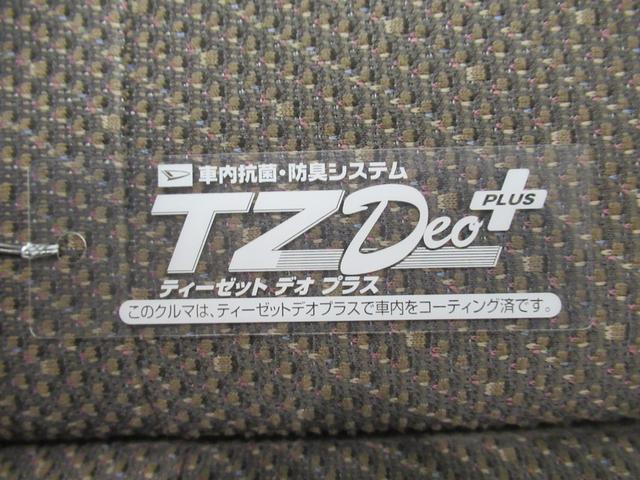 車内抗菌・防臭システム
TZ Deo PLUS
ティーゼット デオ プラス
このクルマは、ティーゼットデオプラスで車内をコーティング済です。